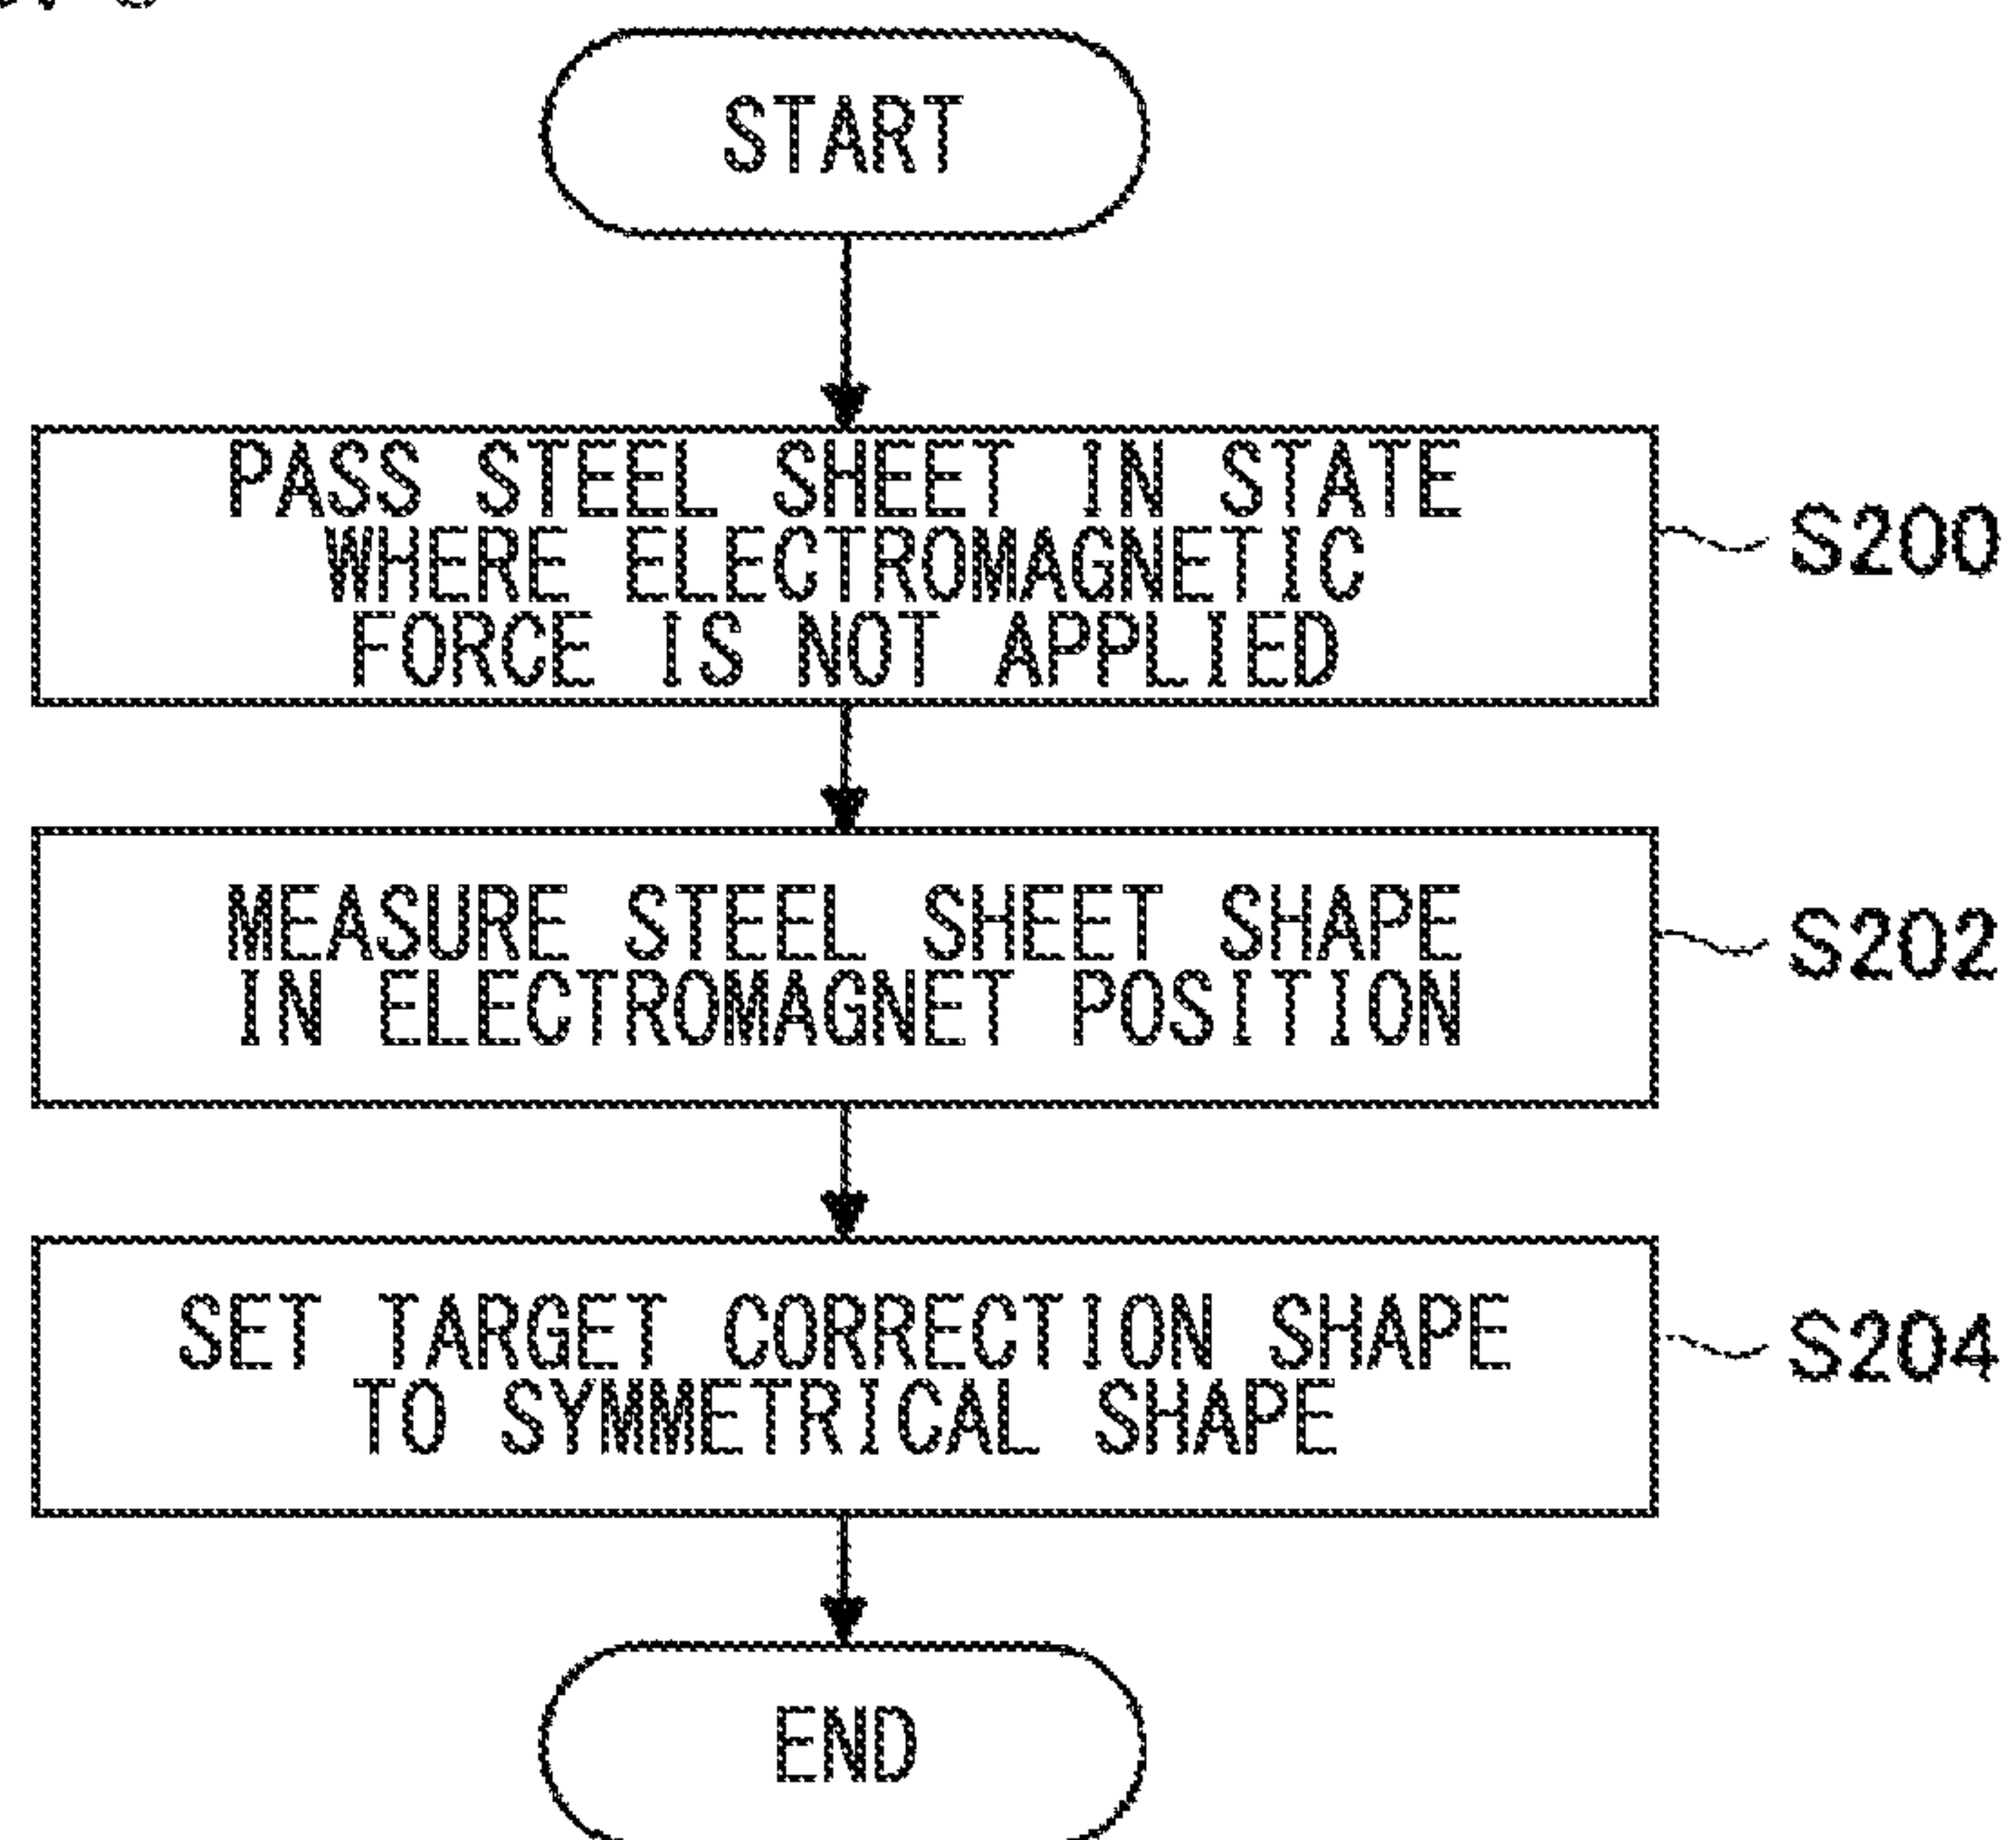 START
PASS STEEL SHEET IN STATE
WHERE ELECTROMAGNETIC
FORCE IS NOT APPLIED
S200
MEASURE STEEL SHEET SHAPE
IN ELECTROMAGNET POSITION
S202
SET TARGET CORRECTION SHAPE
TO SYMMETRICAL SHAPE
S204
END